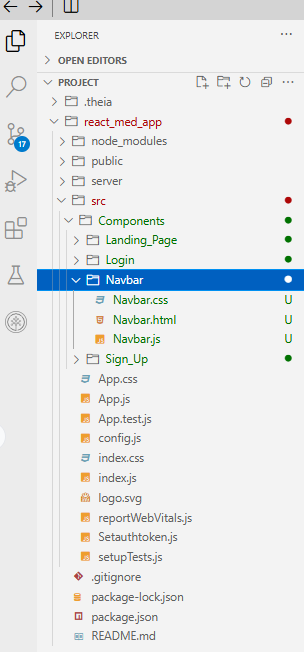 EXPLORER
OPEN EDITORS
PROJECT
.theia
react_med_app
node_modules
public
server
17
src
Components
Landing_Page
Login
Navbar
Navbar.css U
Navbar.html U
Navbar.js U
Sign_Up
App.css
App.js
App.test.js
config.js
index.css
index.js
logo.svg
reportWebVitals.js
Setauthtoken.js
setupTests.js
.gitignore
package-lock.json
package.json
README.md